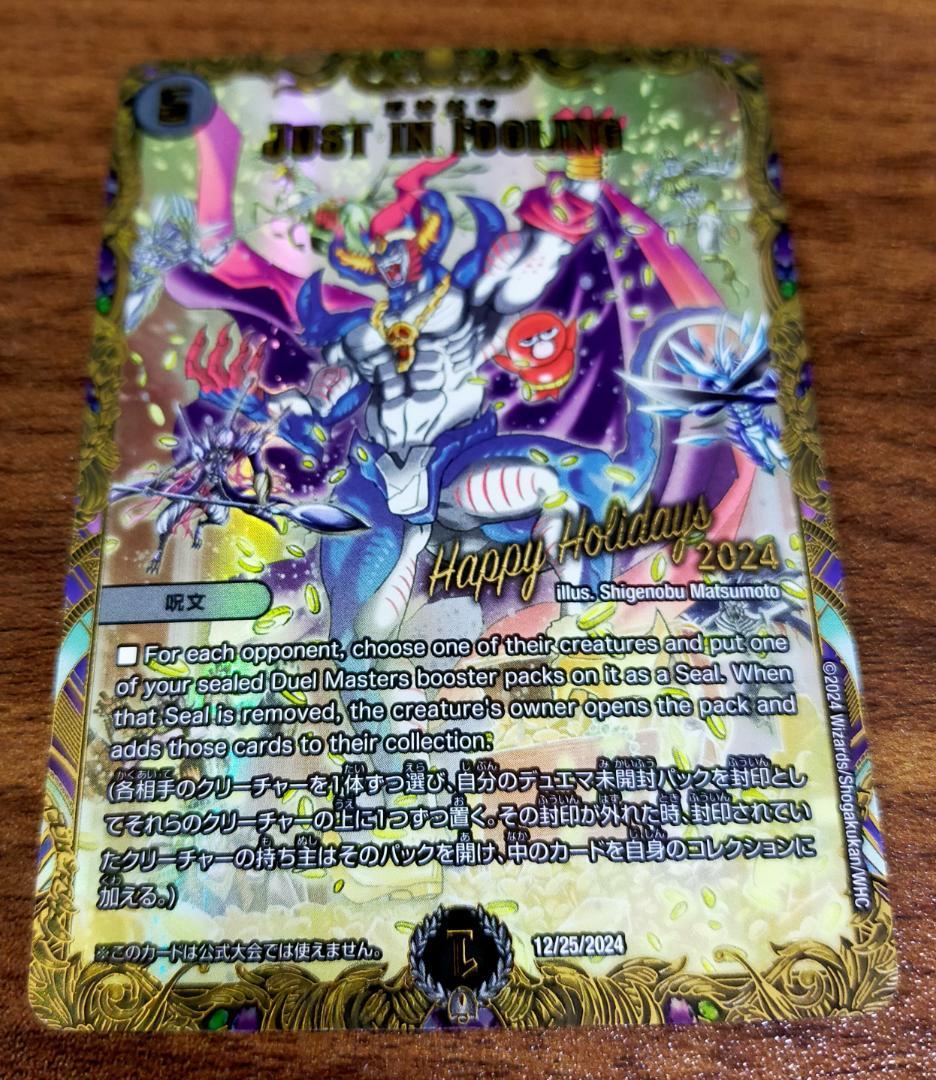 5
JUST IN FOOLING
Happy Holidays
2024
illus. Shigenobu Matsumoto
呪文
For each opponent, choose one of their creatures and put one
of your sealed Duel Masters booster packs on it as a Seal. When
that Seal is removed, the creature's owner opens the pack and
adds those cards to their collection.
(各相手のクリーチャーを1体ずつ選び、自分のデュエマ未開封パックを封印とし
てそれらのクリーチャーの上に1つずつ置く。その封印が外れた時、封印されてい
たクリーチャーの持ち主はそのパックを開け、中のカードを自身のコレクションに
加える。)
※このカードは公式大会では使えません。
12/25/2024
©2024 Wizards/Shogakukan/WHC